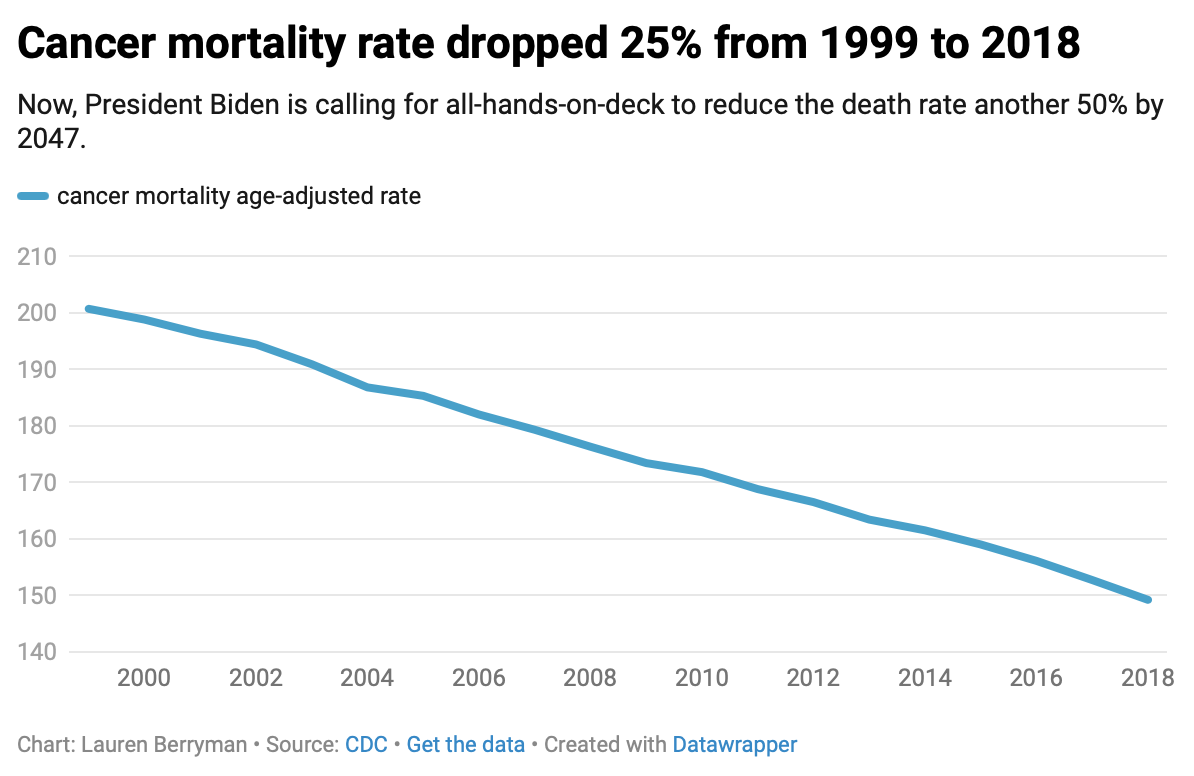 Cancer mortality rate dropped 25% from 1999 to 2018
Now, President Biden is calling for all-hands-on-deck to reduce the death rate another 50% by
2047.
cancer mortality age-adjusted rate
210
200
190
180
170
160
150
140
2000 2002 2004 2006 2008 2010 2012 2014 2016 2018
Chart: Lauren Berryman • Source: CDC • Get the data • Created with Datawrapper